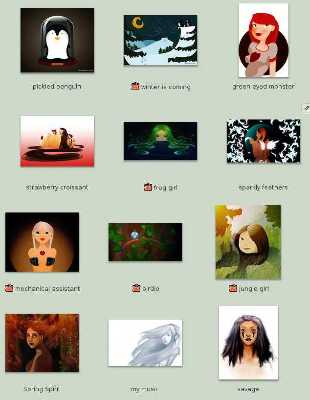 pickled penguin
winter is coming
green eyed monster
strawberry croissant
frog girl
sparkly feathers
mechanical assistant
birdie
jungle girl
Spring Spirit
my music
savage